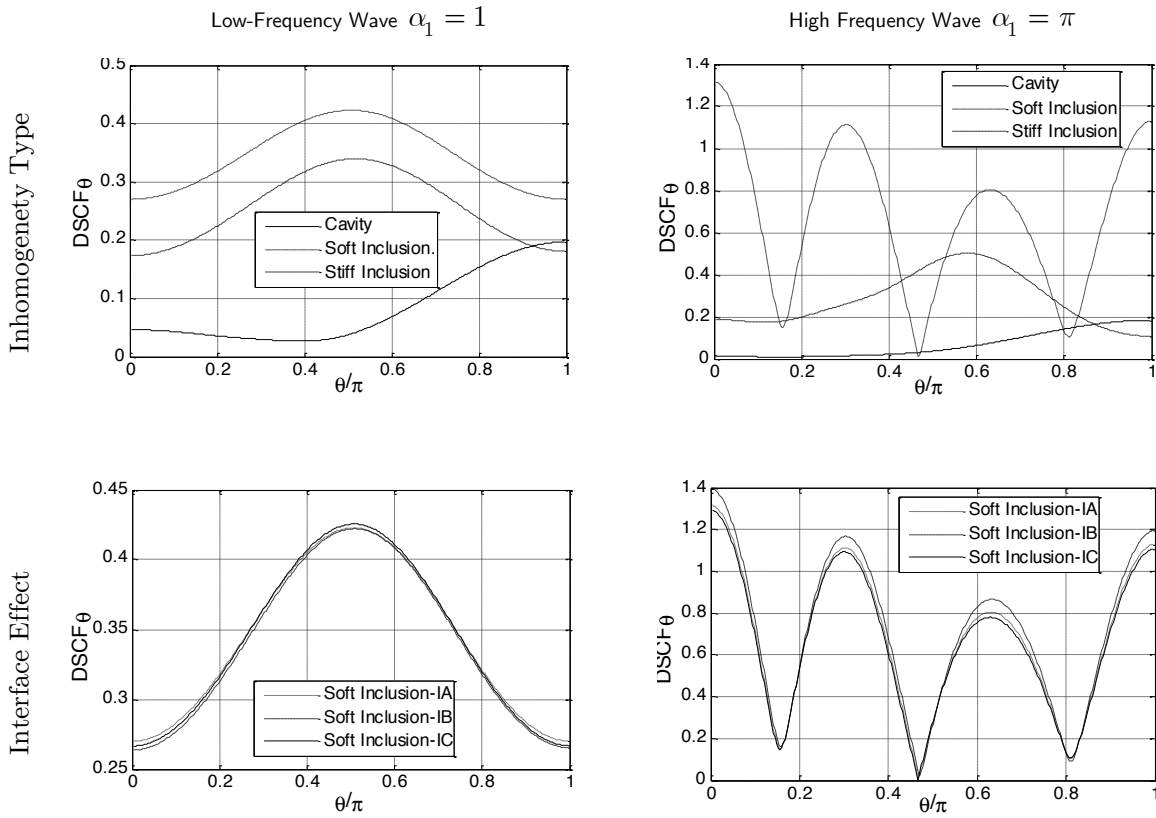 Low-Frequency Wave α₁ = 1
High Frequency Wave α₁ = π
Inhomogenety Type
0.5
0.4
0.3
0.2
0.1
0
DSCFθ
Cavity
Soft Inclusion.
Stiff Inclusion
0 0.2 0.4 0.6 0.8 1
θ/π
1.4
1.2
1
0.8
0.6
0.4
0.2
0
DSCFθ
Cavity
Soft Inclusion
Stiff Inclusion
0 0.2 0.4 0.6 0.8 1
θ/π
Interface Effect
0.45
0.4
0.35
0.3
0.25
DSCFθ
Soft Inclusion-IA
Soft Inclusion-IB
Soft Inclusion-IC
0 0.2 0.4 0.6 0.8 1
θ/π
1.4
1.2
1
0.8
0.6
0.4
0.2
0
DSCFθ
Soft Inclusion-IA
Soft Inclusion-IB
Soft Inclusion-IC
0 0.2 0.4 0.6 0.8 1
θ/π